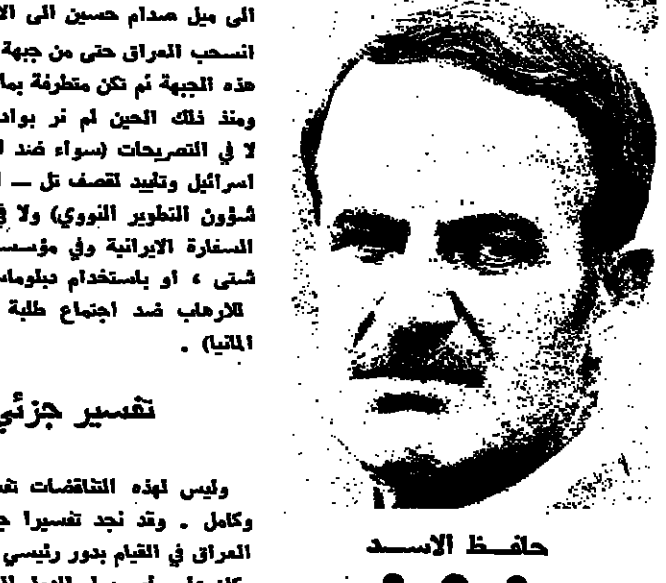 الى ميل صدام حسين الى الا
انسحب العراق حتى من جبهة
هذه الجبهة لم تكن متطرفة بما
ومنذ ذلك الحين لم نر بواد
لا في التصريحات (سواء ضد ا
اسرائيل وتاييد لقصف تل — ا
شؤون التطوير النووي) ولا في
السفارة الايرانية وفي مؤسس
شتى ، او باستخدام دبلوماس
للارهاب ضد اجتماع طلبة
المانيا) .
تفسير جزئي
وليس لهذه التناقضات تف
وكامل . وقد نجد تفسيرا ج
العراق في القيام بدور رئيسي
حافـظ الاسـد